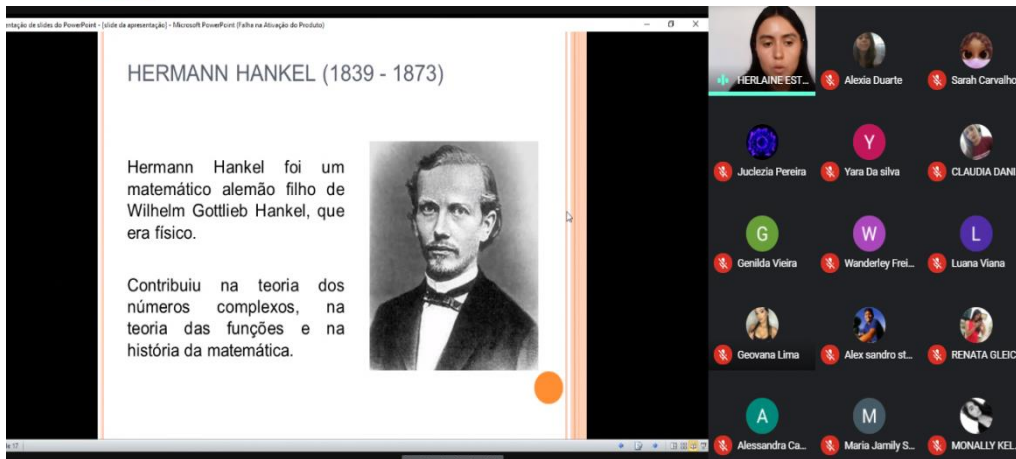 entação de slides do PowerPoint - [slide da apresentação] - Microsoft PowerPoint (Falha na Ativação do Produto)
HERMANN HANKEL (1839 - 1873)
Hermann Hankel foi um
matemático alemão filho de
Wilhelm Gottlieb Hankel, que
era físico.
Contribuiu na teoria dos
números complexos, na
teoria das funções e na
história da matemática.
de 17
HERLAINE EST...
Alexia Duarte
Sarah Carvalho
Juclezia Pereira
Y
Yara Da silva
CLAUDIA DANI
G
Genilda Vieira
W
Wanderley Frei...
L
Luana Viana
Geovana Lima
Alex sandro st...
RENATA GLEIC
A
Alessandra Ca...
M
Maria Jamily S...
MONALLY KEL